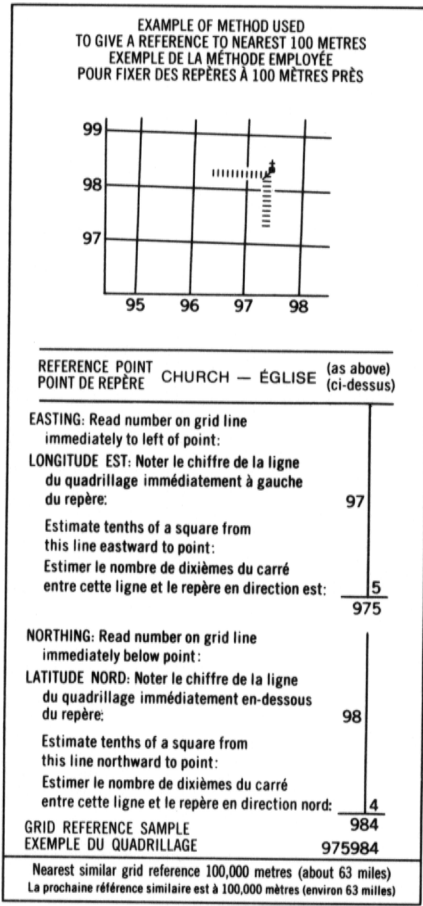 EXAMPLE OF METHOD USED
TO GIVE A REFERENCE TO NEAREST 100 METRES
EXEMPLE DE LA MÉTHODE EMPLOYÉE
POUR FIXER DES REPÈRES À 100 MÈTRES PRÈS
99
98
97
95 96 97 98
REFERENCE POINT
POINT DE REPÈRE
CHURCH — ÉGLISE
(as above)
(ci-dessus)
EASTING: Read number on grid line
immediately to left of point:
LONGITUDE EST: Noter le chiffre de la ligne
du quadrillage immédiatement à gauche
du repère: 97
Estimate tenths of a square from
this line eastward to point:
Estimer le nombre de dixièmes du carré
entre cette ligne et le repère en direction est: 5
975
NORTHING: Read number on grid line
immediately below point:
LATITUDE NORD: Noter le chiffre de la ligne
du quadrillage immédiatement en-dessous
du repère: 98
Estimate tenths of a square from
this line northward to point:
Estimer le nombre de dixièmes du carré
entre cette ligne et le repère en direction nord: 4
GRID REFERENCE SAMPLE 984
EXEMPLE DU QUADRILLAGE 975984
Nearest similar grid reference 100,000 metres (about 63 miles)
La prochaine référence similaire est à 100,000 mètres (environ 63 milles)